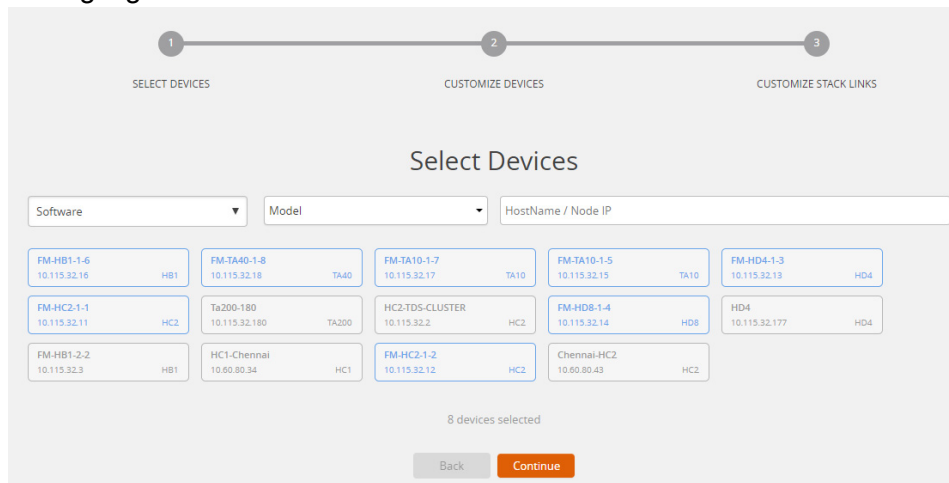 1 2 3
SELECT DEVICES CUSTOMIZE DEVICES CUSTOMIZE STACK LINKS
Select Devices
Software Model HostName / Node IP
FM-HB1-1-6 FM-TA40-1-8 FM-TA10-1-7 FM-TA10-1-5 FM-HD4-1-3
10.115.32.16 HB1 10.115.32.18 TA40 10.115.32.17 TA10 10.115.32.15 TA10 10.115.32.13 HD4
FM-HC2-1-1 Ta200-180 HC2-TDS-CLUSTER FM-HD8-1-4 HD4
10.115.32.11 HC2 10.115.32.180 TA200 10.115.32.2 HC2 10.115.32.14 HD8 10.115.32.177 HD4
FM-HB1-2-2 HC1-Chennai FM-HC2-1-2 Chennai-HC2
10.115.32.3 HB1 10.60.80.34 HC1 10.115.32.12 HC2 10.60.80.43 HC2
8 devices selected
Back Continue